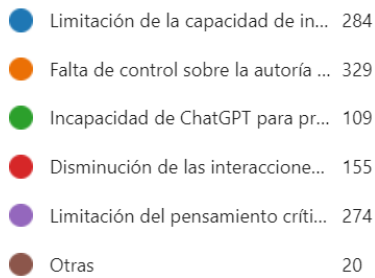 Limitación de la capacidad de in... 284
Falta de control sobre la autoría ... 329
Incapacidad de ChatGPT para pr... 109
Disminución de las interaccione... 155
Limitación del pensamiento críti... 274
Otras 20